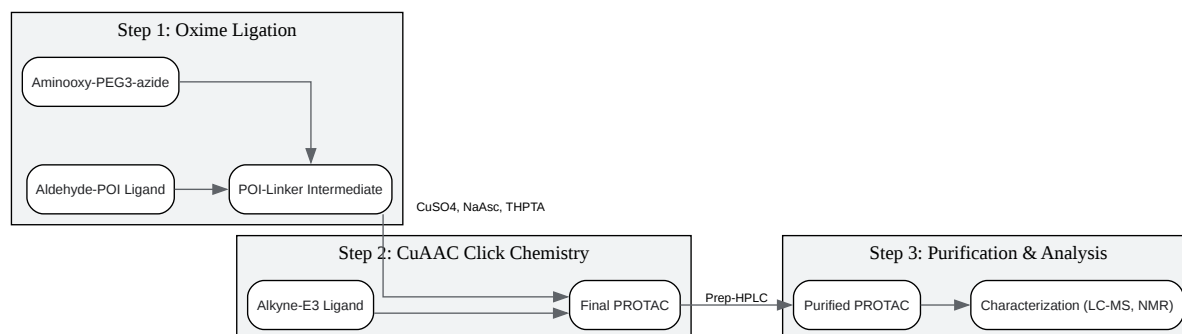 Step 1: Oxime Ligation
Aminooxy-PEG3-azide
Aldehyde-POI Ligand
POI-Linker Intermediate
CuSO4, NaAsc, THPTA
Step 2: CuAAC Click Chemistry
Alkyne-E3 Ligand
Final PROTAC
Prep-HPLC
Step 3: Purification & Analysis
Purified PROTAC
Characterization (LC-MS, NMR)